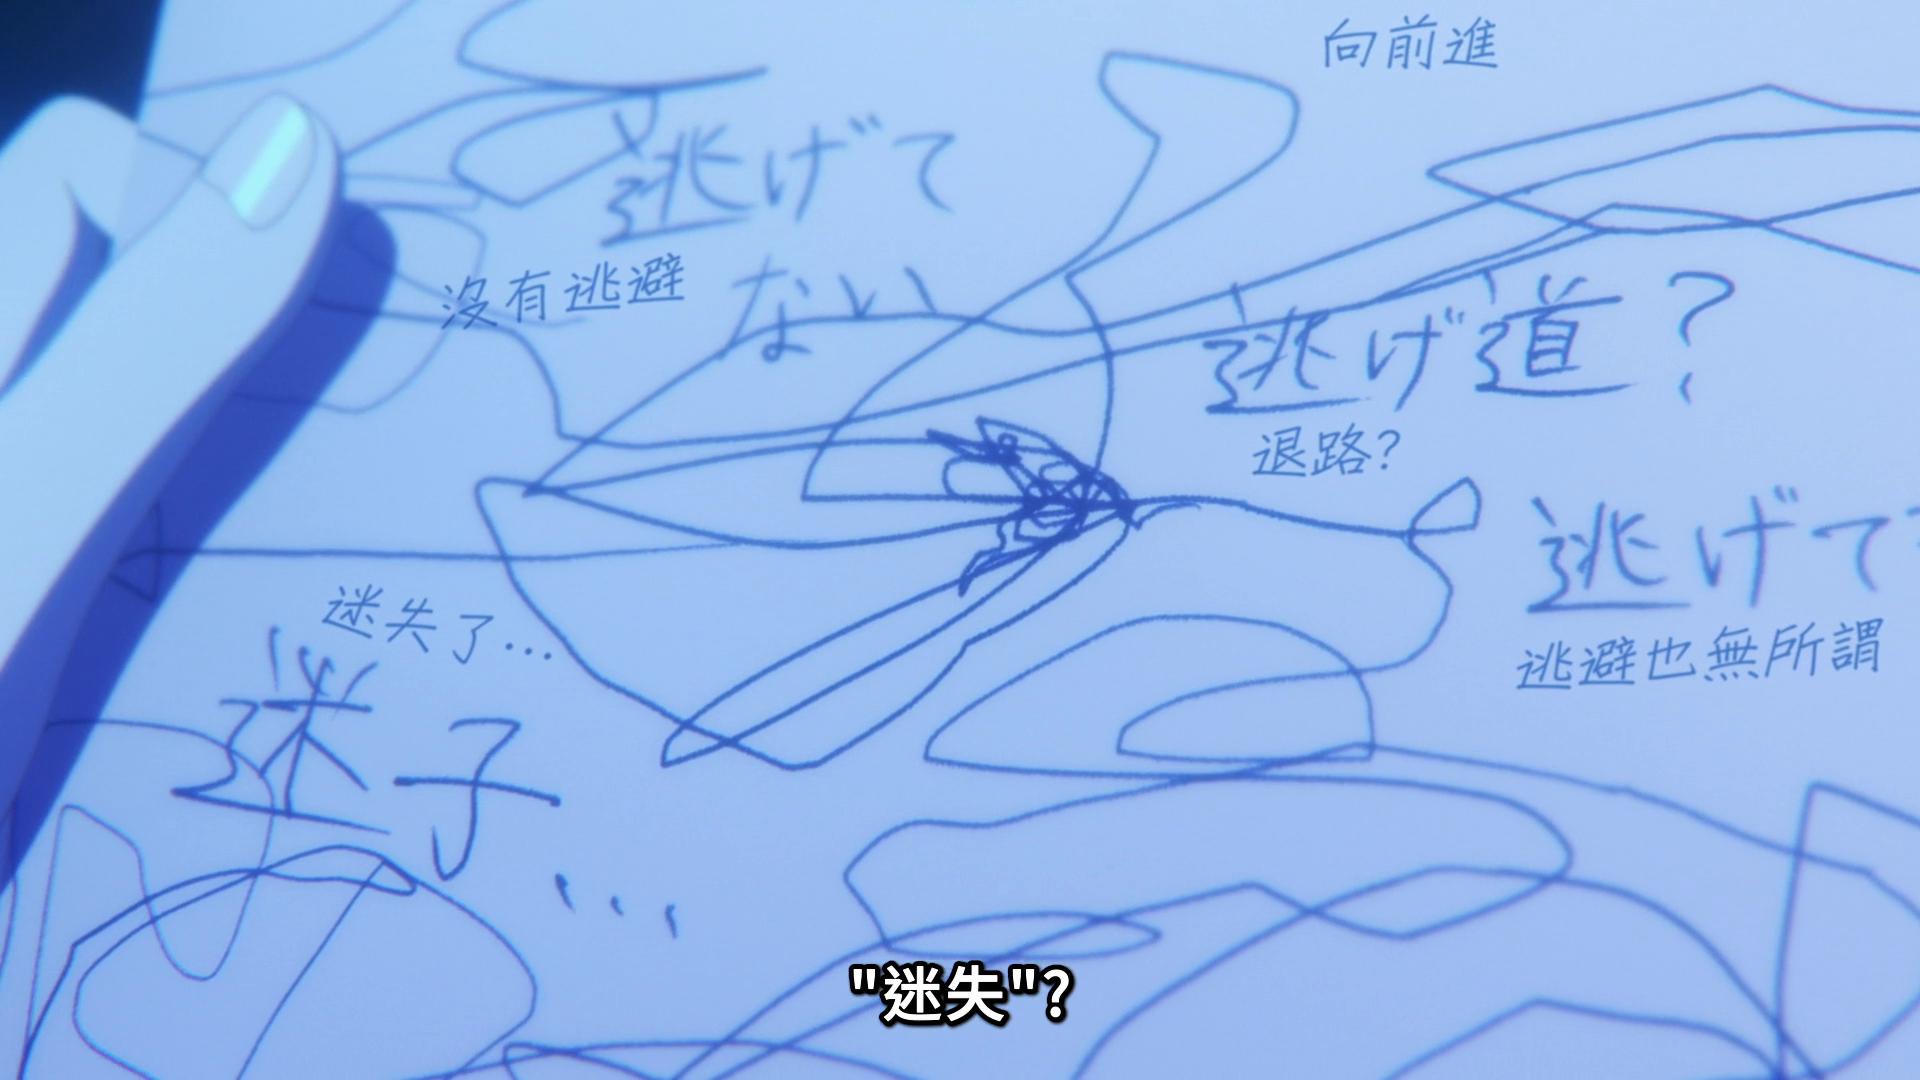 向前進
逃げて
ない
沒有逃避
逃げ道？
退路？
逃げて
逃避也無所謂
迷失了…
迷子…
"迷失"?